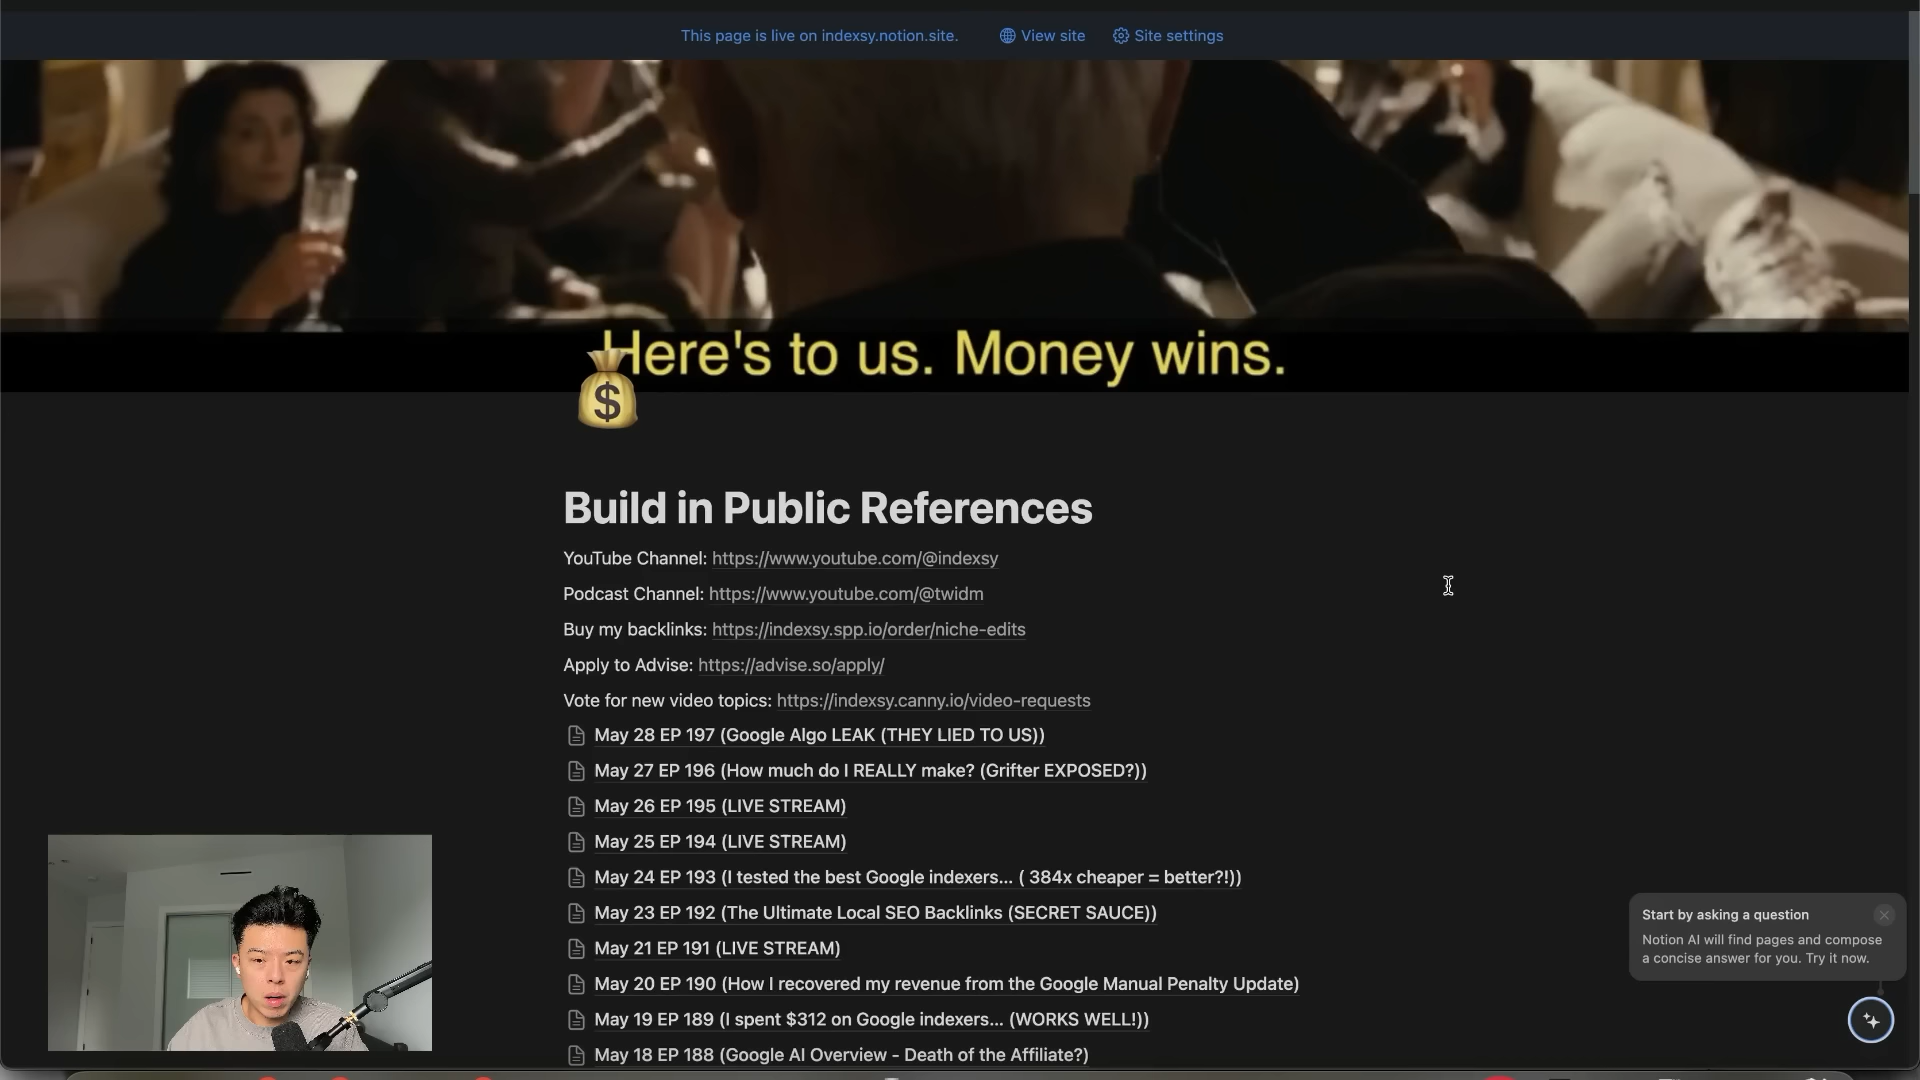 This page is live on indexsy.notion.site. View site Site settings
Here's to us. Money wins.
$
Build in Public References
YouTube Channel: https://www.youtube.com/@indexsy
Podcast Channel: https://www.youtube.com/@twidm
Buy my backlinks: https://indexsy.spp.io/order/niche-edits
Apply to Advise: https://advise.so/apply/
Vote for new video topics: https://indexsy.canny.io/video-requests
May 28 EP 197 (Google Algo LEAK (THEY LIED TO US))
May 27 EP 196 (How much do I REALLY make? (Grifter EXPOSED?))
May 26 EP 195 (LIVE STREAM)
May 25 EP 194 (LIVE STREAM)
May 24 EP 193 (I tested the best Google indexers... ( 384x cheaper = better?!))
May 23 EP 192 (The Ultimate Local SEO Backlinks (SECRET SAUCE))
May 21 EP 191 (LIVE STREAM)
May 20 EP 190 (How I recovered my revenue from the Google Manual Penalty Update)
May 19 EP 189 (I spent $312 on Google indexers... (WORKS WELL!))
May 18 EP 188 (Google AI Overview - Death of the Affiliate?)
Start by asking a question
Notion AI will find pages and compose
a concise answer for you. Try it now.